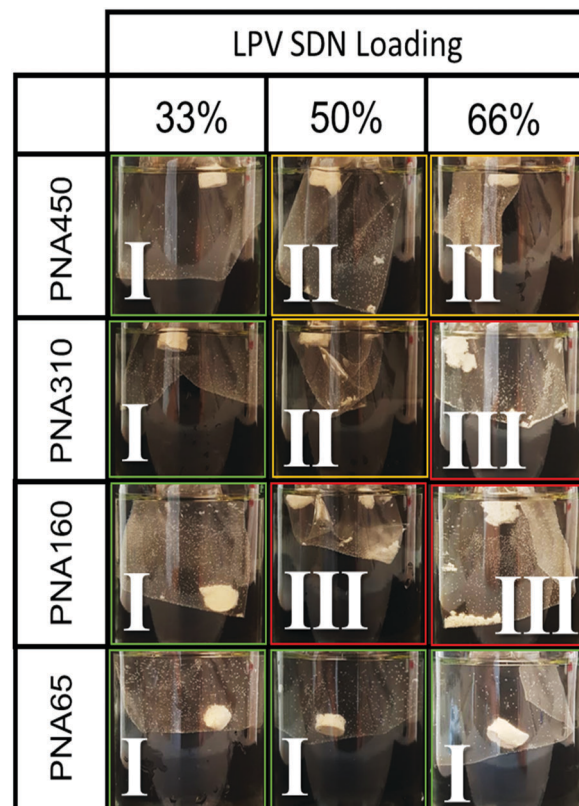 LPV SDN Loading
33% 50% 66%
PNA450 I II II
PNA310 I II III
PNA160 I III III
PNA65 I I I